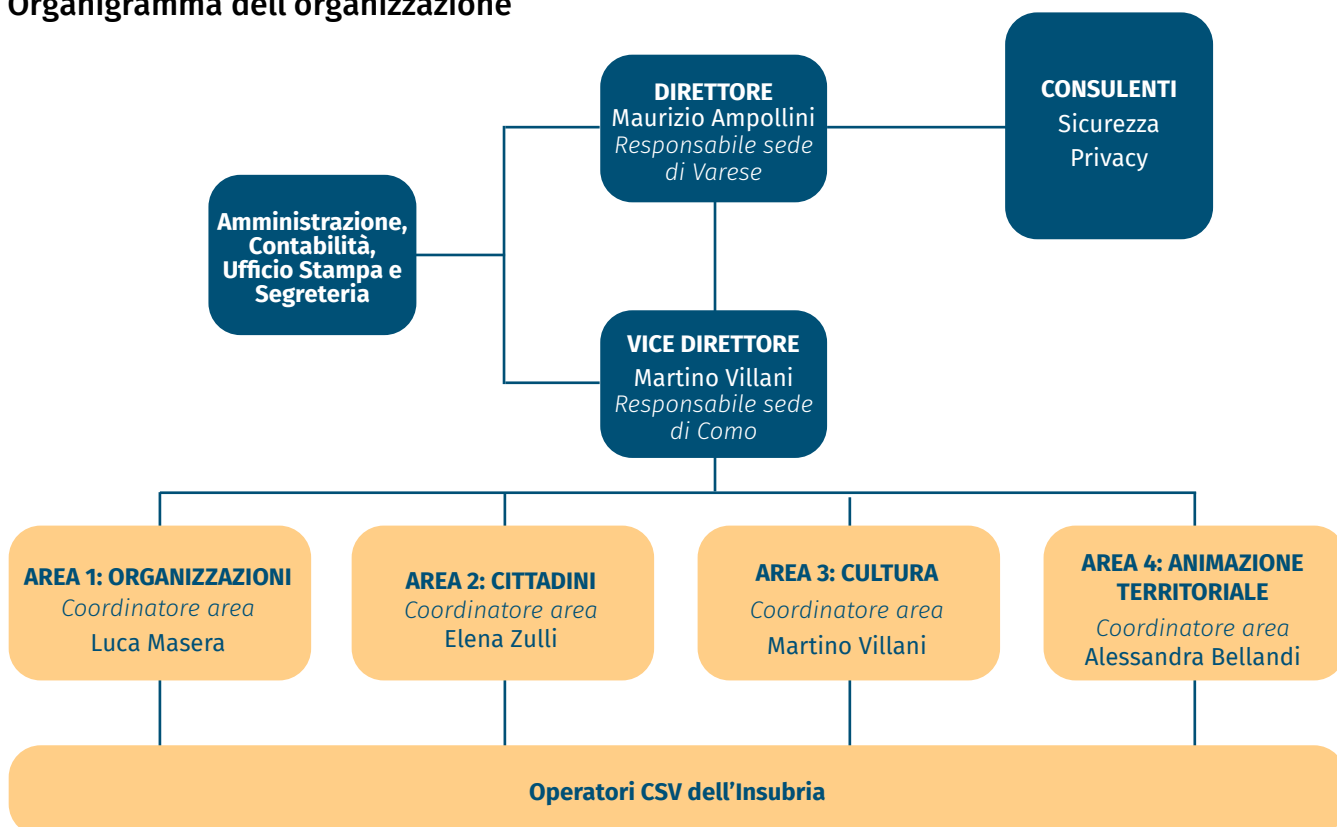 Organigramma dell'organizzazione
DIRETTORE
Maurizio Ampollini
Responsabile sede
di Varese
CONSULENTI
Sicurezza
Privacy
Amministrazione,
Contabilità,
Ufficio Stampa e
Segreteria
VICE DIRETTORE
Martino Villani
Responsabile sede
di Como
AREA 1: ORGANIZZAZIONI
Coordinatore area
Luca Masera
AREA 2: CITTADINI
Coordinatore area
Elena Zulli
AREA 3: CULTURA
Coordinatore area
Martino Villani
AREA 4: ANIMAZIONE
TERRITORIALE
Coordinatore area
Alessandra Bellandi
Operatori CSV dell’Insubria